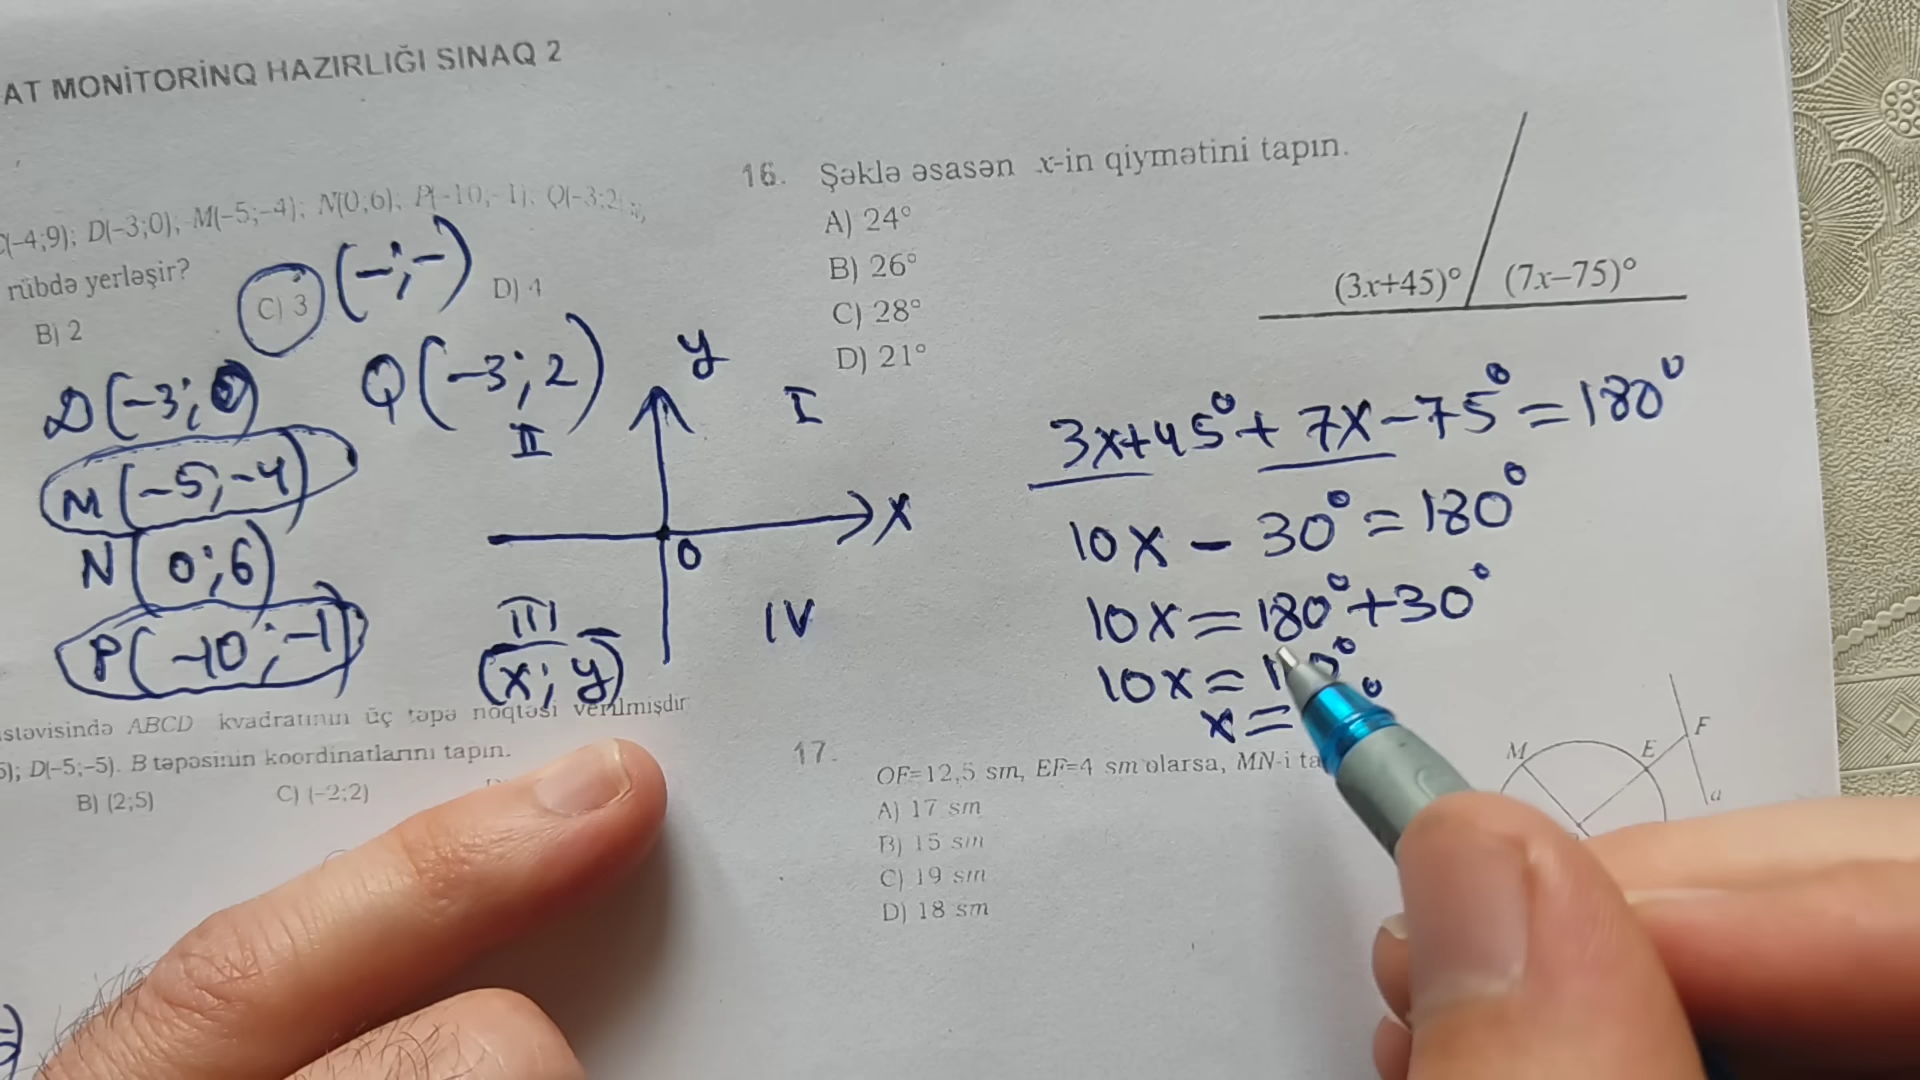 AT MONİTORİNQ HAZIRLIĞI SINAQ 2
C(−4;9); D(−3;0), M(−5;−4); N(0,6); P(−10,−1); Q(−3;2)
rübdə yerləşir?
B) 2
C) 3
D) 4
(−;−)
D(−3;0)
Q(−3;2)
M(−5;−4)
N(0;6)
P(−10;−1)
y
I
II
x
0
III
IV
(x;y)
16. Şəklə əsasən x-in qiymətini tapın.
A) 24°
B) 26°
C) 28°
D) 21°
(3x+45)° (7x−75)°
3x+45°+7x−75°=180°
10x−30°=180°
10x=180°+30°
10x=
x=
ABCD kvadratının üç təpə nöqtəsi verilmişdir
D(−5;−5). B təpəsinin koordinatlarını tapın.
B) (2;5)
C) (−2;2)
17.
OF=12,5 sm, EF=4 sm olarsa, MN-i
A) 17 sm
B) 15 sm
C) 19 sm
D) 18 sm
M
E
F
a